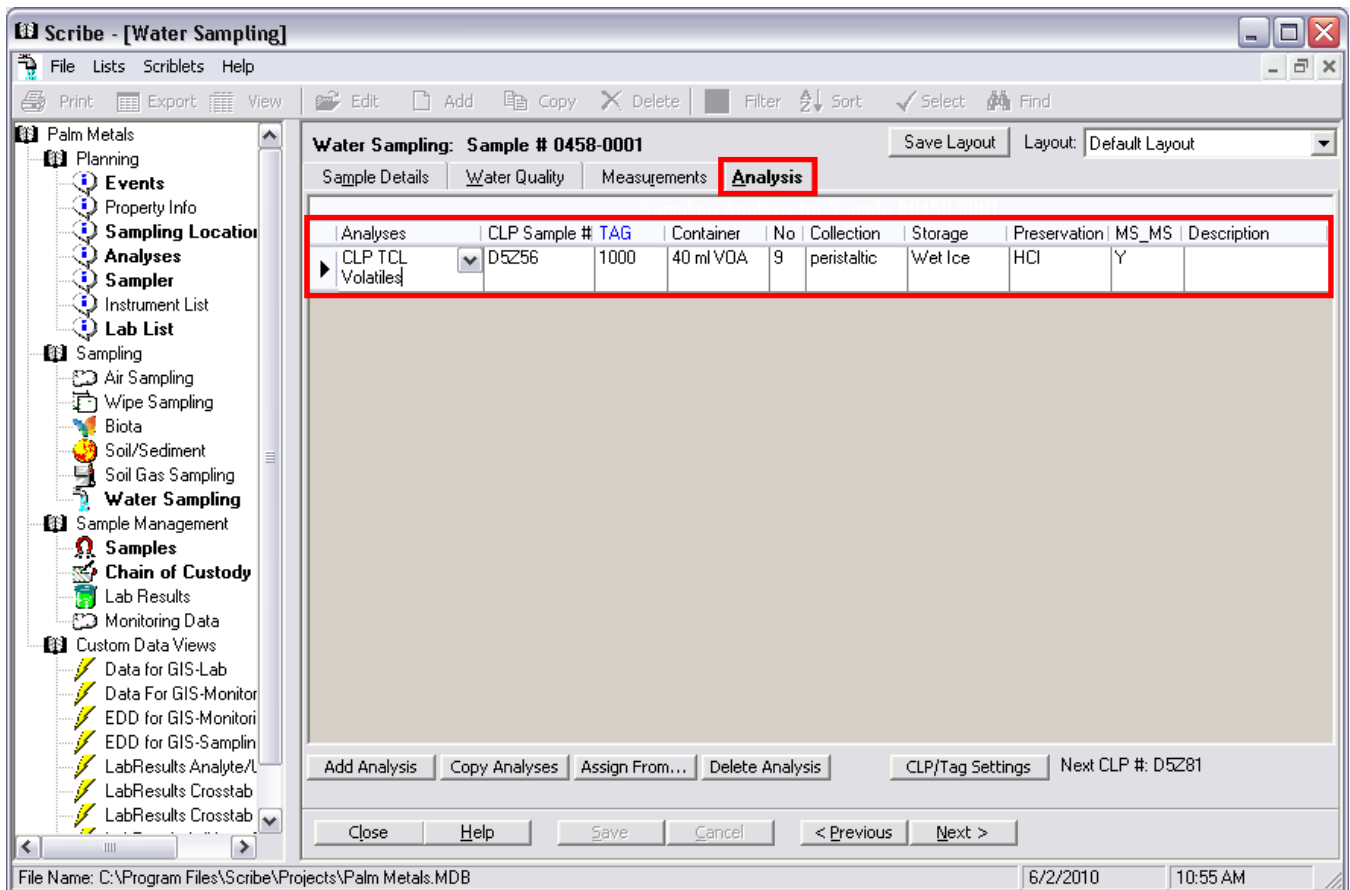 Scribe - [Water Sampling]
File Lists Scriblets Help
Print Export View Edit Add Copy Delete Filter Sort Select Find
Palm Metals
Planning
Events
Property Info
Sampling Location
Analyses
Sampler
Instrument List
Lab List
Sampling
Air Sampling
Wipe Sampling
Biota
Soil/Sediment
Soil Gas Sampling
Water Sampling
Sample Management
Samples
Chain of Custody
Lab Results
Monitoring Data
Custom Data Views
Data for GIS-Lab
Data For GIS-Monitor
EDD for GIS-Monitori
EDD for GIS-Samplin
LabResults Analyte/L
LabResults Crosstab
LabResults Crosstab
Water Sampling: Sample # 0458-0001
Save Layout Layout: Default Layout
Sample Details Water Quality Measurements Analysis
Analyses CLP Sample # TAG Container No Collection Storage Preservation MS_MS Description
CLP TCL D5Z56 1000 40 ml VOA 9 peristaltic Wet Ice HCl Y
Volatiles
Add Analysis Copy Analyses Assign From... Delete Analysis CLP/Tag Settings Next CLP #: D5Z81
Close Help Save Cancel < Previous Next >
File Name: C:\Program Files\Scribe\Projects\Palm Metals.MDB 6/2/2010 10:55 AM